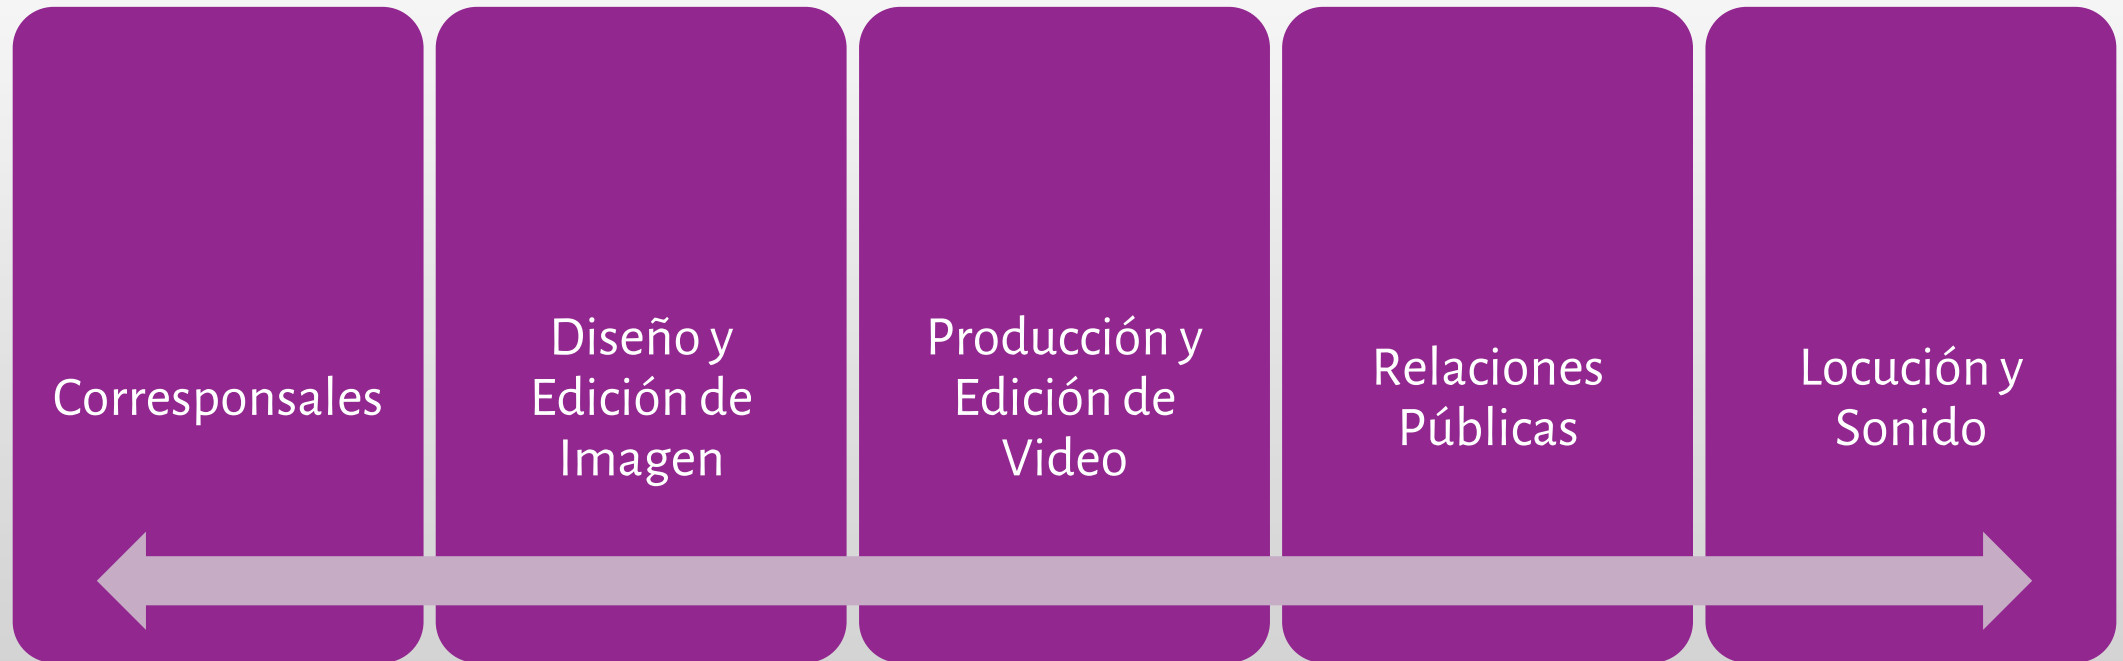 Corresponsales
Diseño y
Edición de
Imagen
Producción y
Edición de
Video
Relaciones
Públicas
Locución y
Sonido